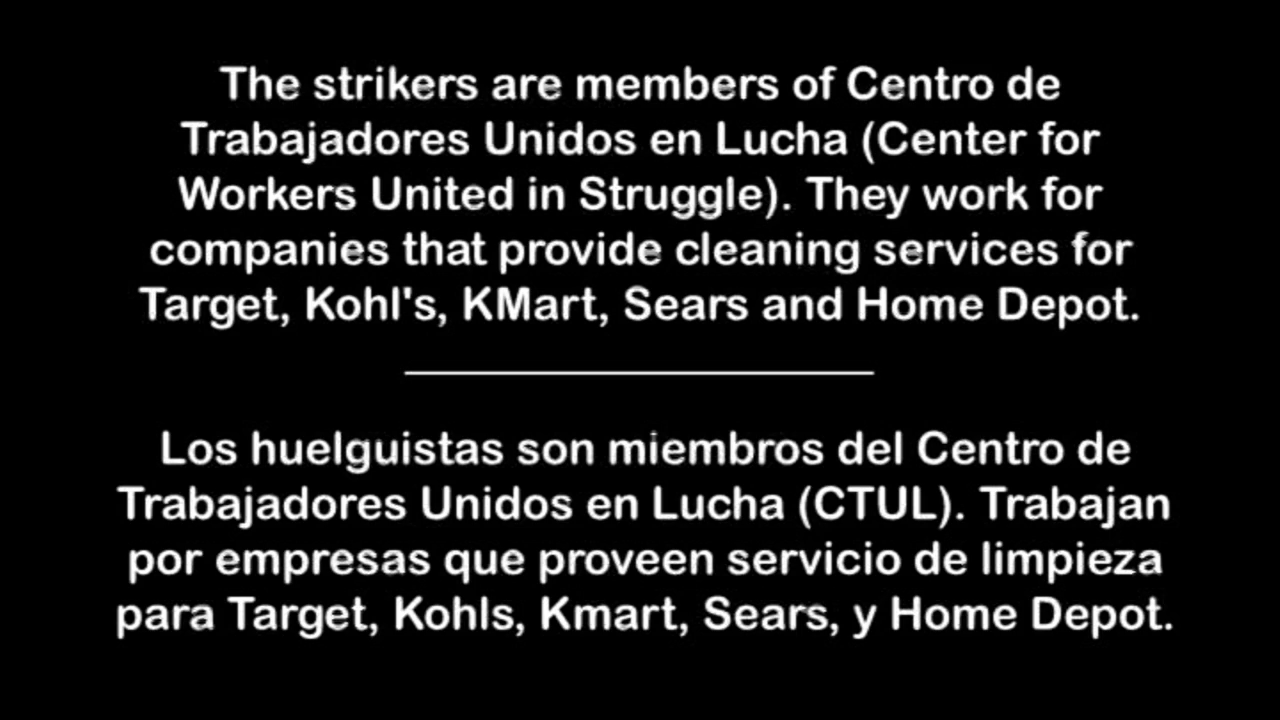 The strikers are members of Centro de
Trabajadores Unidos en Lucha (Center for
Workers United in Struggle). They work for
companies that provide cleaning services for
Target, Kohl's, KMart, Sears and Home Depot.
Los huelguistas son miembros del Centro de
Trabajadores Unidos en Lucha (CTUL). Trabajan
por empresas que proveen servicio de limpieza
para Target, Kohls, Kmart, Sears, y Home Depot.